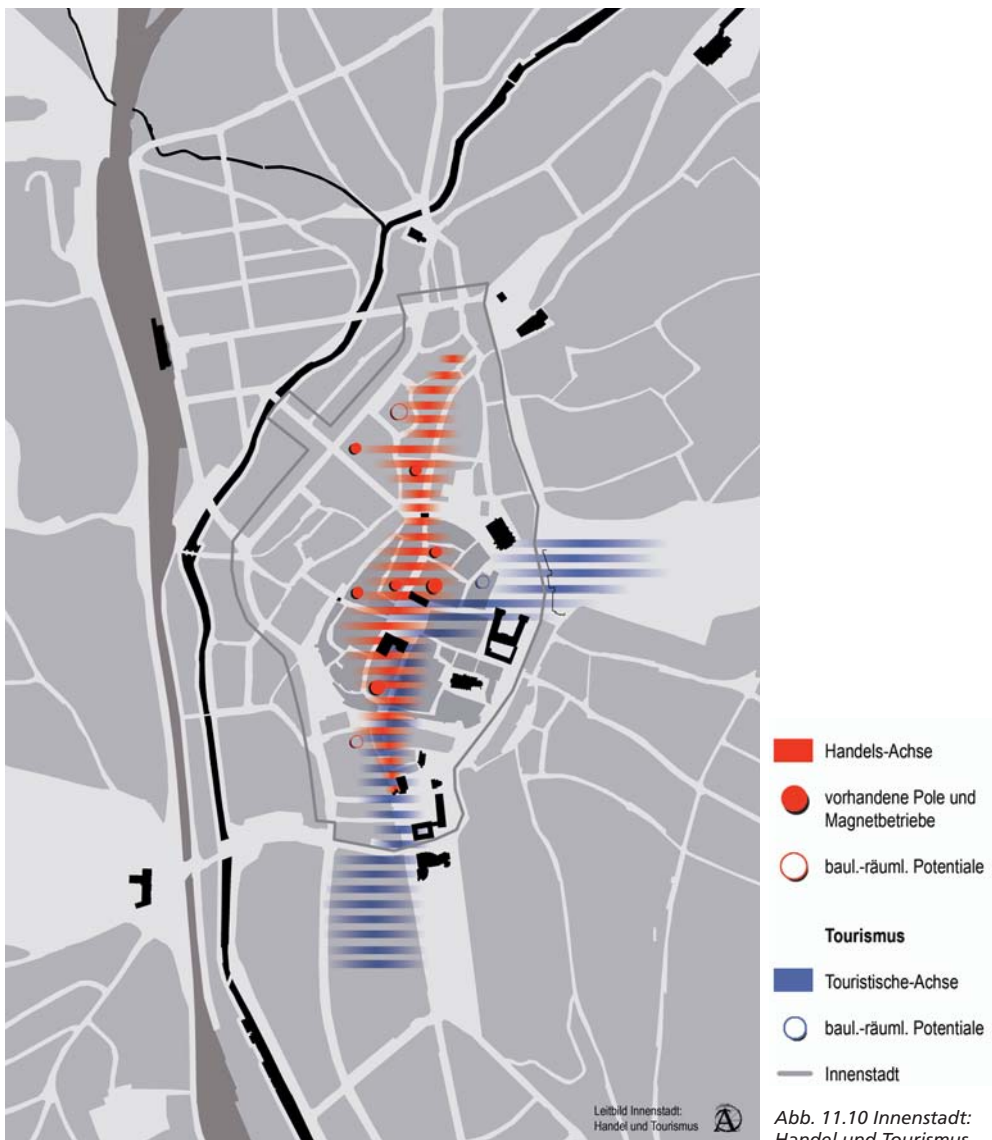 Handels-Achse
vorhandene Pole und
Magnetbetriebe
baul.-räuml. Potentiale
Tourismus
Touristische-Achse
baul.-räuml. Potentiale
Innenstadt
Leitbild Innenstadt:
Handel und Tourismus
Abb. 11.10 Innenstadt:
Handel und Tourismus